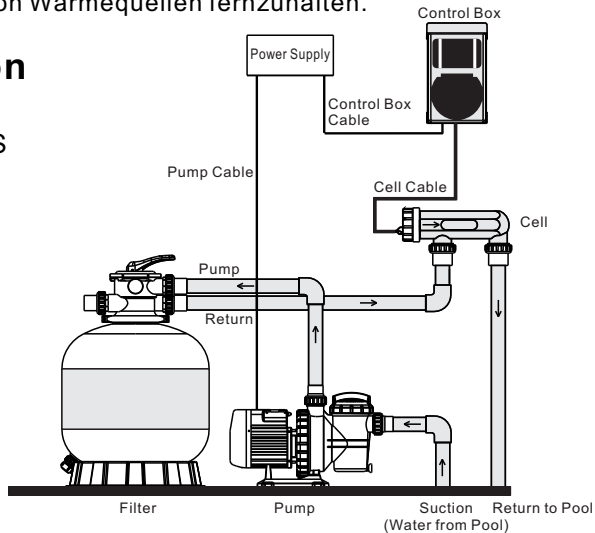 on Wärmequellen fernzuhalten.
on
s
Control Box
Power Supply
Control Box
Cable
Pump Cable
Cell Cable
Cell
Pump
Return
Filter
Pump
Suction
(Water from Pool)
Return to Pool